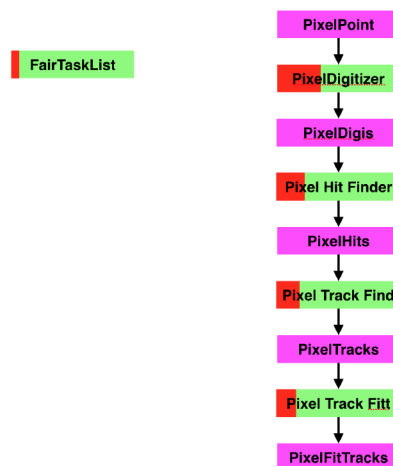 PixelPoint
FairTaskList
PixelDigitizer
PixelDigis
Pixel Hit Finder
PixelHits
Pixel Track Find
PixelTracks
Pixel Track Fitt
PixelFitTracks